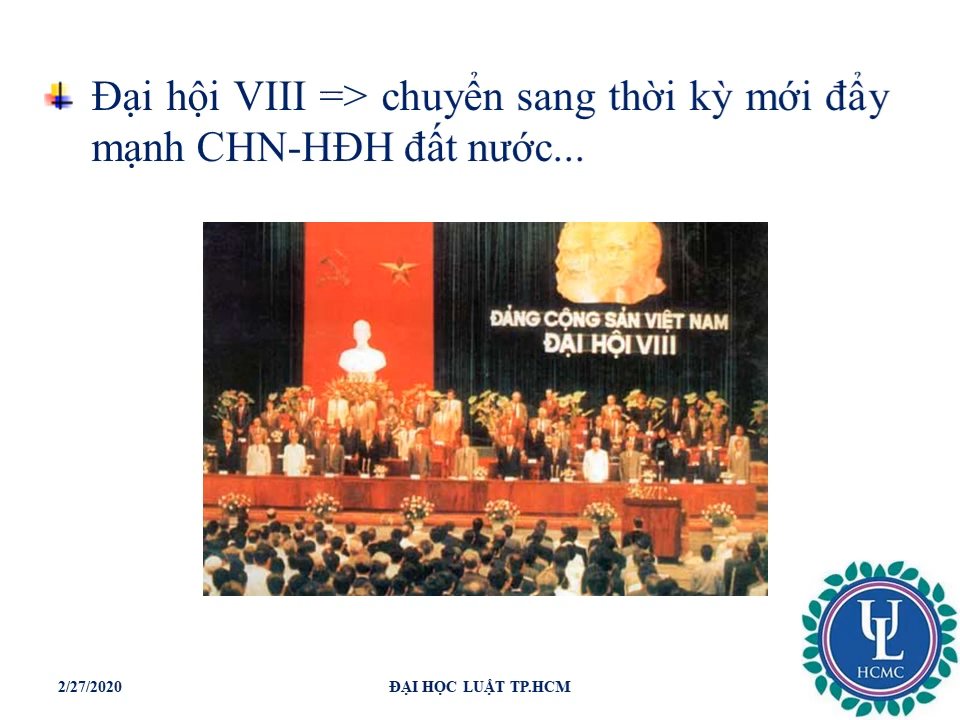 Đại hội VIII => chuyển sang thời kỳ mới đẩy
mạnh CHN-HĐH đất nước...
ĐẢNG CỘNG SẢN VIỆT NAM
ĐẠI HỘI VIII
UL
HCMC
2/27/2020
ĐẠI HỌC LUẬT TP.HCM